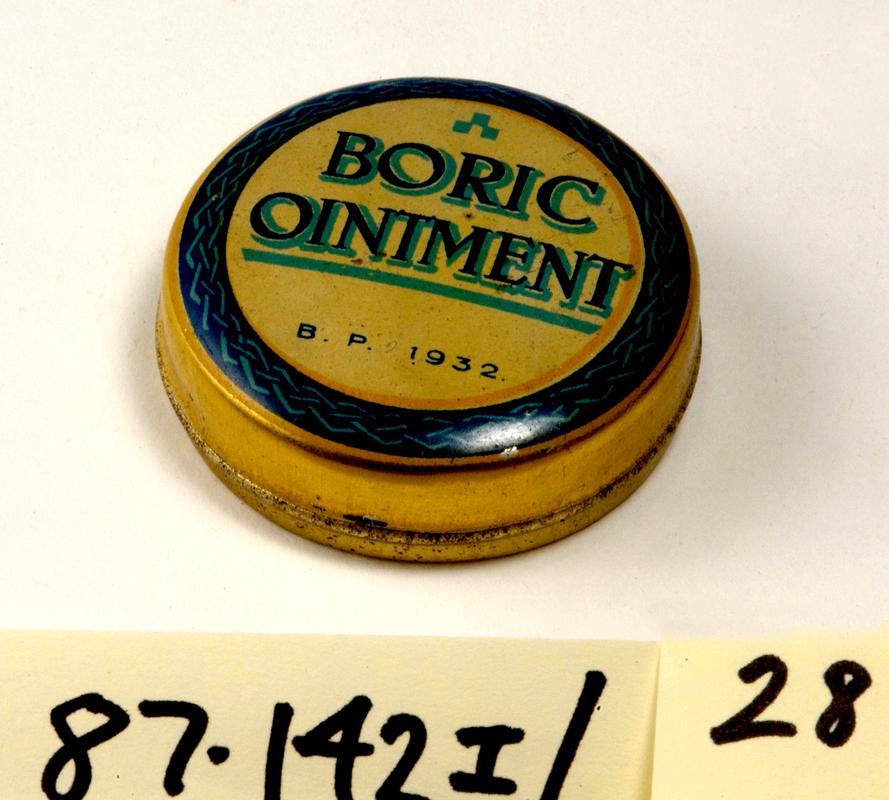 BORIC
OINTMENT
B. P. 1932.
87.142I/ 28